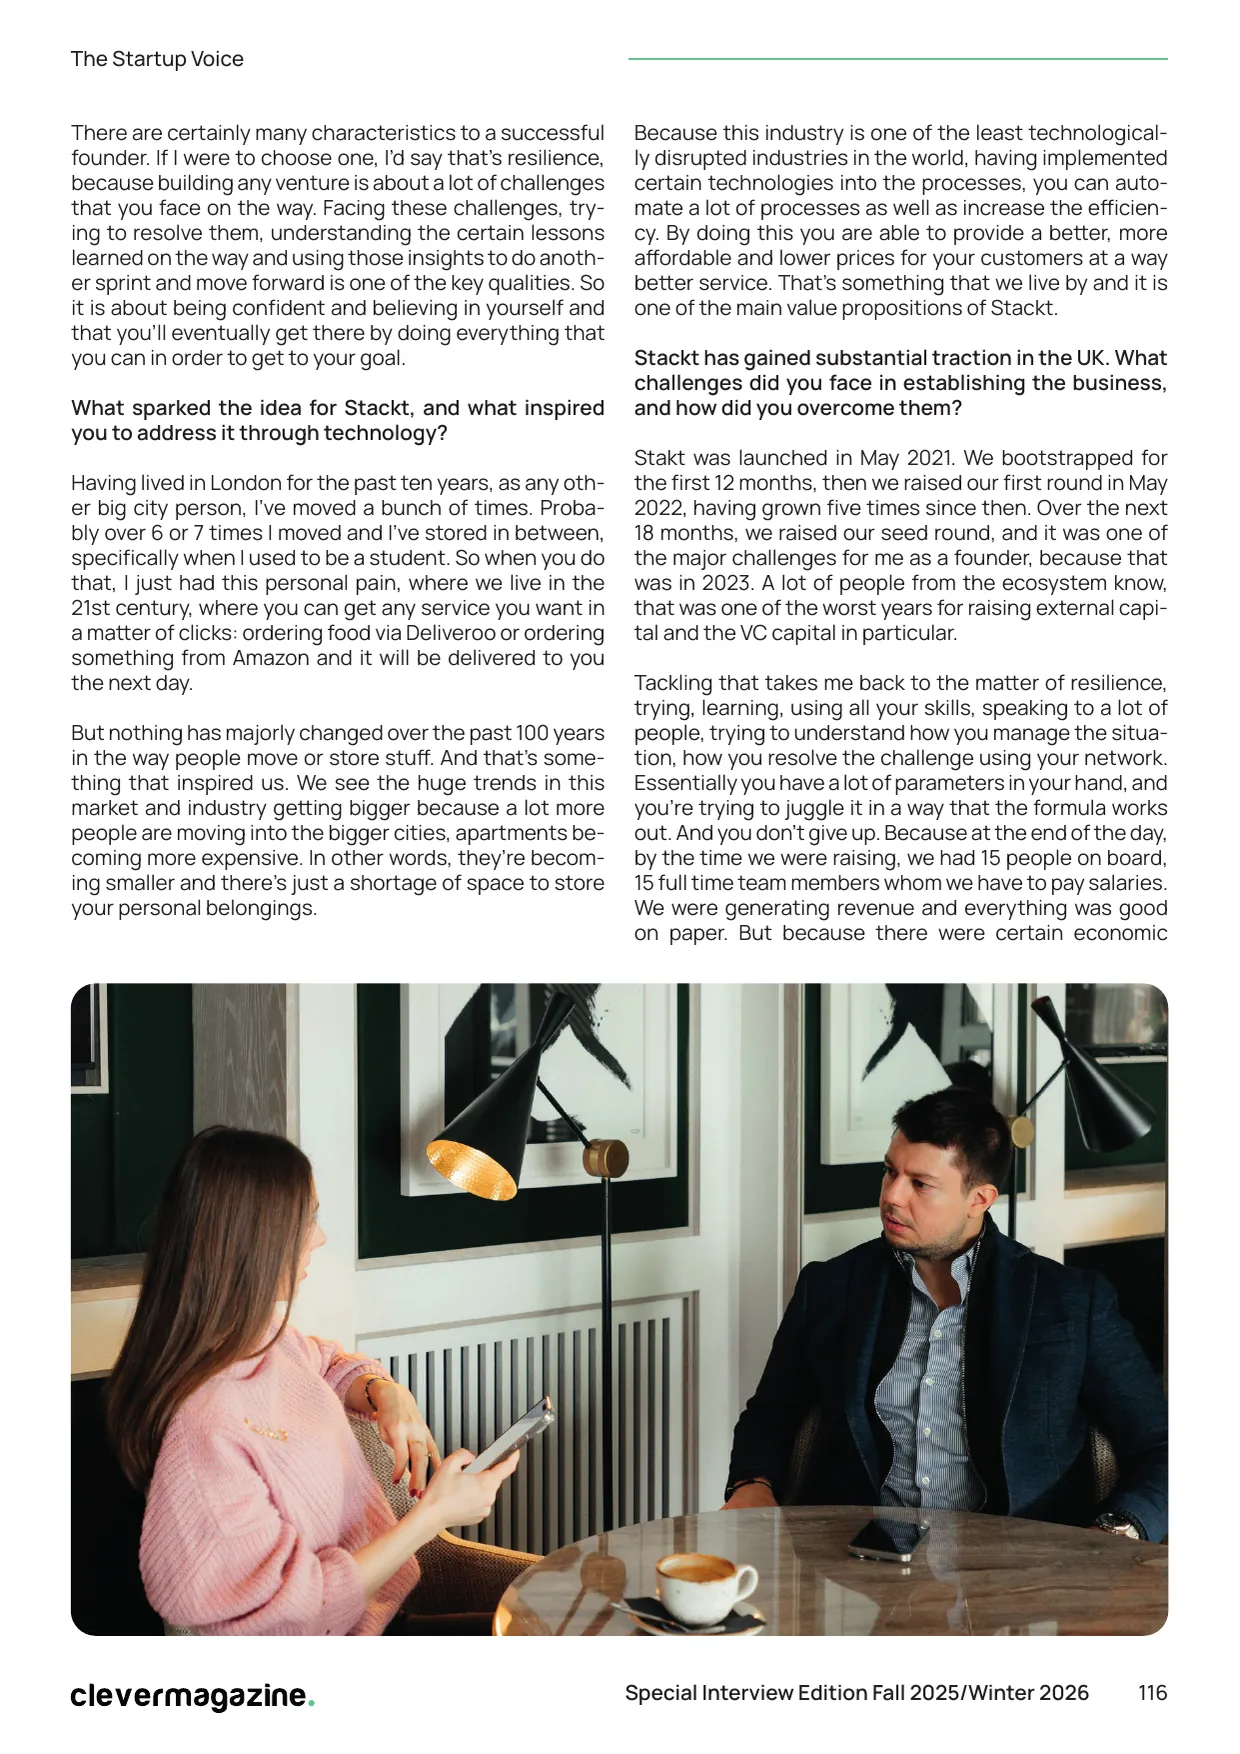 The Startup Voice
There are certainly many characteristics to a successful
founder. If I were to choose one, I'd say that's resilience,
because building any venture is about a lot of challenges
that you face on the way. Facing these challenges, try-
ing to resolve them, understanding the certain lessons
learned on the way and using those insights to do anoth-
er sprint and move forward is one of the key qualities. So
it is about being confident and believing in yourself and
that you'll eventually get there by doing everything that
you can in order to get to your goal.
What sparked the idea for Stackt, and what inspired
you to address it through technology?
Having lived in London for the past ten years, as any oth-
er big city person, I've moved a bunch of times. Proba-
bly over 6 or 7 times I moved and I've stored in between,
specifically when I used to be a student. So when you do
that, I just had this personal pain, where we live in the
21st century, where you can get any service you want in
a matter of clicks: ordering food via Deliveroo or ordering
something from Amazon and it will be delivered to you
the next day.
But nothing has majorly changed over the past 100 years
in the way people move or store stuff. And that's some-
thing that inspired us. We see the huge trends in this
market and industry getting bigger because a lot more
people are moving into the bigger cities, apartments be-
coming more expensive. In other words, they're becom-
ing smaller and there's just a shortage of space to store
your personal belongings.
Because this industry is one of the least technological-
ly disrupted industries in the world, having implemented
certain technologies into the processes, you can auto-
mate a lot of processes as well as increase the efficien-
cy. By doing this you are able to provide a better, more
affordable and lower prices for your customers at a way
better service. That's something that we live by and it is
one of the main value propositions of Stackt.
Stackt has gained substantial traction in the UK. What
challenges did you face in establishing the business,
and how did you overcome them?
Stakt was launched in May 2021. We bootstrapped for
the first 12 months, then we raised our first round in May
2022, having grown five times since then. Over the next
18 months, we raised our seed round, and it was one of
the major challenges for me as a founder, because that
was in 2023. A lot of people from the ecosystem know,
that was one of the worst years for raising external capi-
tal and the VC capital in particular.
Tackling that takes me back to the matter of resilience,
trying, learning, using all your skills, speaking to a lot of
people, trying to understand how you manage the situa-
tion, how you resolve the challenge using your network.
Essentially you have a lot of parameters in your hand, and
you're trying to juggle it in a way that the formula works
out. And you don't give up. Because at the end of the day,
by the time we were raising, we had 15 people on board,
15 full time team members whom we have to pay salaries.
We were generating revenue and everything was good
on paper. But because there were certain economic
clevermagazine.
Special Interview Edition Fall 2025/Winter 2026
116